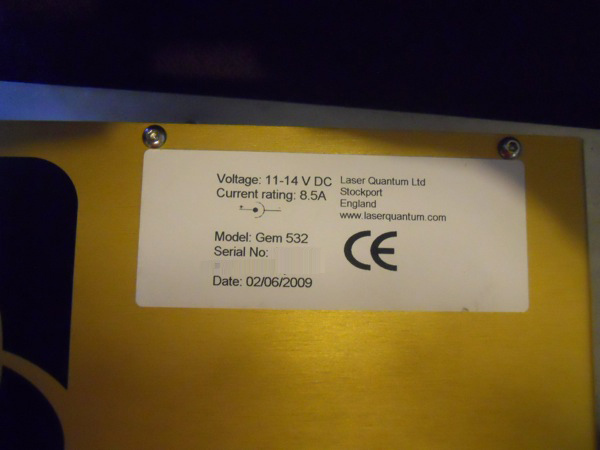 Voltage: 11-14 V DC
Current rating: 8.5A
Laser Quantum Ltd
Stockport
England
www.laserquantum.com
Model: Gem 532
Serial No:
Date: 02/06/2009
CE